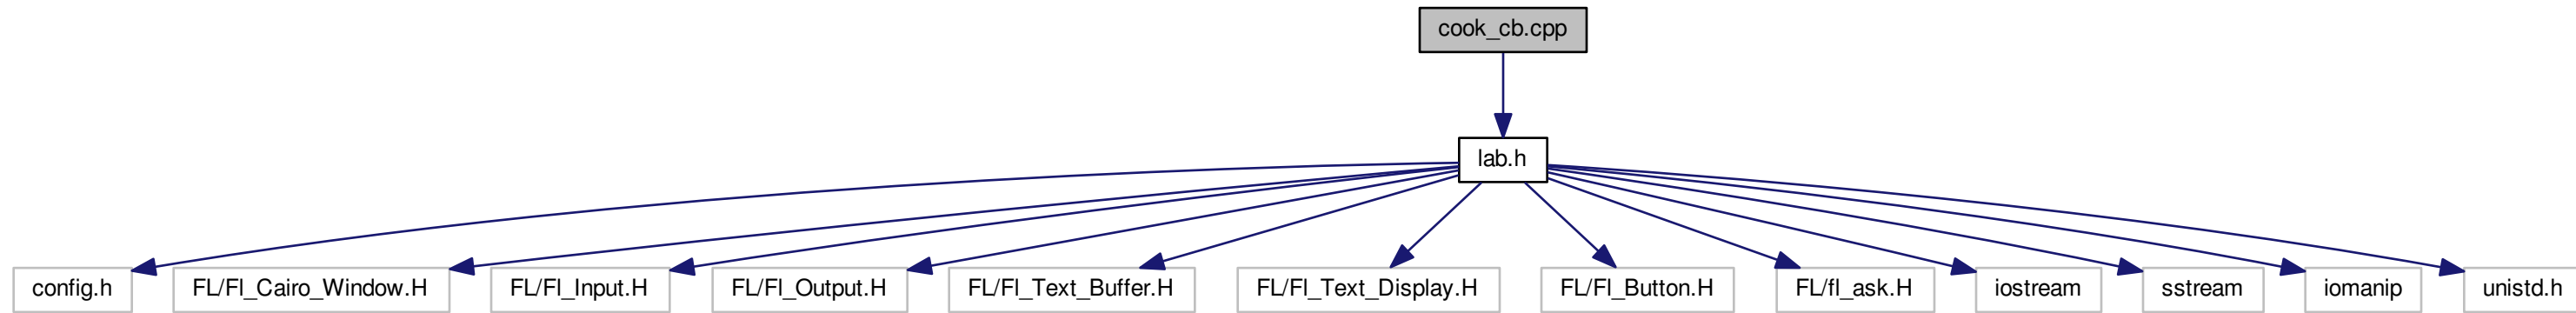 cook_cb.cpp
lab.h
config.h
FL/Fl_Cairo_Window.H
FL/Fl_Input.H
FL/Fl_Output.H
FL/Fl_Text_Buffer.H
FL/Fl_Text_Display.H
FL/Fl_Button.H
FL/fl_ask.H
iostream
sstream
iomanip
unistd.h